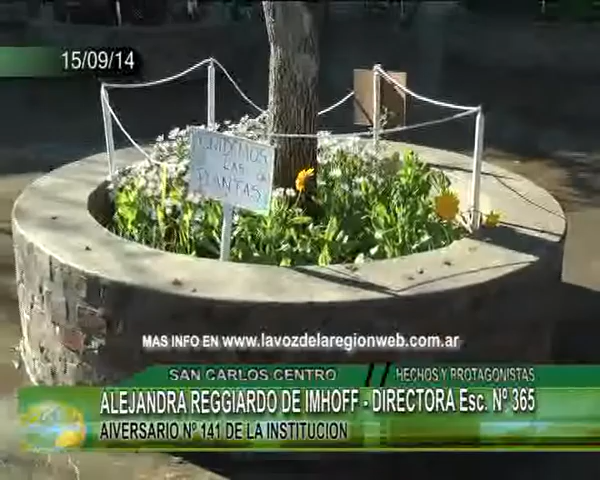 15/09/14
CUIDEMOS
LAS
PLANTAS
MAS INFO EN www.lavozdelaregionweb.com.ar
SAN CARLOS CENTRO // HECHOS Y PROTAGONISTAS
ALEJANDRA REGGIARDO DE IMHOFF - DIRECTORA Esc. Nº 365
AIVERSARIO Nº 141 DE LA INSTITUCION